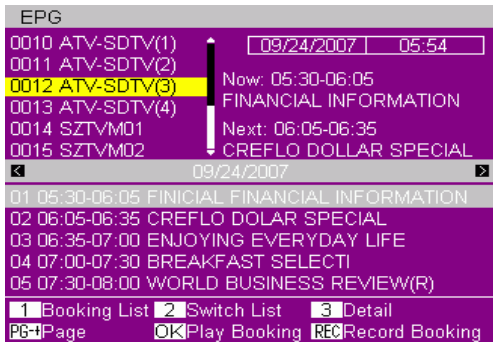 EPG
0010 ATV-SDTV(1)
0011 ATV-SDTV(2)
0012 ATV-SDTV(3)
0013 ATV-SDTV(4)
0014 SZTVM01
0015 SZTVM02
09/24/2007 05:54
Now: 05:30-06:05
FINANCIAL INFORMATION
Next: 06:05-06:35
CREFLO DOLLAR SPECIAL
09/24/2007
01 05:30-06:05 FINICIAL FINANCIAL INFORMATION
02 06:05-06:35 CREFLO DOLAR SPECIAL
03 06:35-07:00 ENJOYING EVERYDAY LIFE
04 07:00-07:30 BREAKFAST SELECTI
05 07:30-08:00 WORLD BUSINESS REVIEW(R)
1 Booking List 2 Switch List 3 Detail
PG-+ Page OK Play Booking REC Record Booking